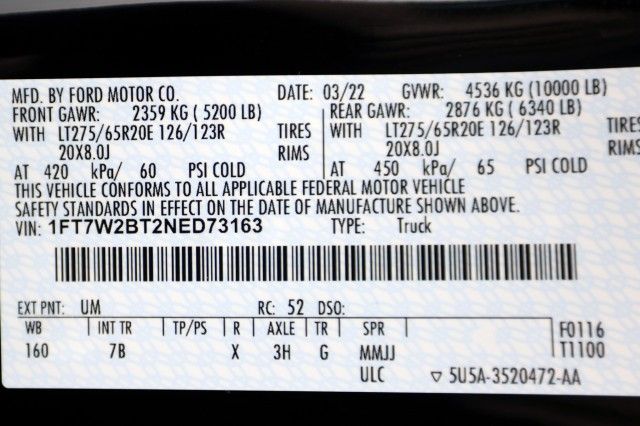 MFD. BY FORD MOTOR CO. DATE: 03/22 GVWR: 4536 KG (10000 LB)
FRONT GAWR: 2359 KG ( 5200 LB) REAR GAWR: 2876 KG ( 6340 LB)
WITH LT275/65R20E 126/123R TIRES WITH LT275/65R20E 126/123R TIRES
20X8.0J RIMS 20X8.0J RIMS
AT 420 kPa/ 60 PSI COLD AT 450 kPa/ 65 PSI COLD
THIS VEHICLE CONFORMS TO ALL APPLICABLE FEDERAL MOTOR VEHICLE
SAFETY STANDARDS IN EFFECT ON THE DATE OF MANUFACTURE SHOWN ABOVE.
VIN: 1FT7W2BT2NED73163 TYPE: Truck
EXT PNT: UM RC: 52 DSO:
WB INT TR TP/PS R AXLE TR SPR F0116
160 7B X 3H G MMJJ T1100
ULC ▽ 5U5A-3520472-AA